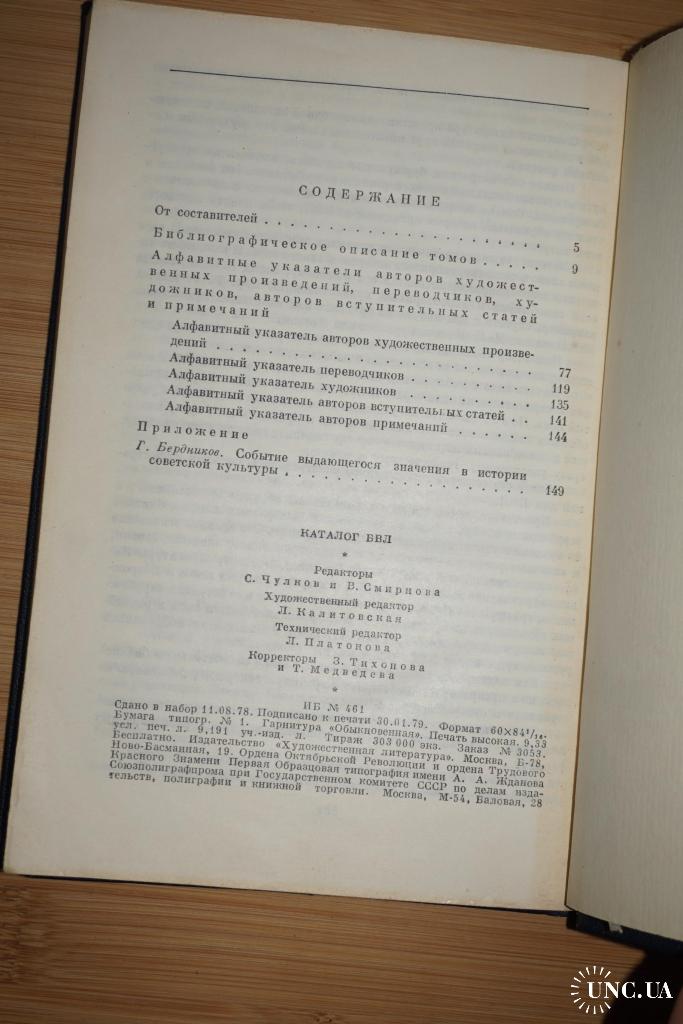 СОДЕРЖАНИЕ
От составителей . . . . . . . . . . . . . . . . . . . . . 5
Библиографическое описание томов . . . . . 9
Алфавитные указатели авторов художест-
венных произведений, переводчиков, ху-
дожников, авторов вступительных статей
и примечаний
Алфавитный указатель авторов художественных произве-
дений . . . . . . . . . . . . . . . . . . . . . . 77
Алфавитный указатель переводчиков . . . . . . . . . . 119
Алфавитный указатель художников . . . . . . . . . . 135
Алфавитный указатель авторов вступительных статей . . 141
Алфавитный указатель авторов примечаний . . . . . . 144
Приложение
Г. Бердников. Событие выдающегося значения в истории
советской культуры . . . . . . . . . . . . . . . . . . 149
КАТАЛОГ БВЛ
*
Редакторы
С. Чулков и В. Смирнова
Художественный редактор
Л. Калитовская
Технический редактор
Л. Платонова
Корректоры З. Тихонова
и Т. Медведева
*
ИБ № 461
Сдано в набор 11.08.78. Подписано к печати 30.01.79. Формат 60×84¹/₁₆.
Бумага типогр. № 1. Гарнитура «Обыкновенная». Печать высокая. 9,33
усл. печ. л. 9,191 уч.-изд. л. Тираж 303 000 экз. Заказ № 3053.
Бесплатно. Издательство «Художественная литература». Москва, Б-78,
Ново-Басманная, 19. Ордена Октябрьской Революции и ордена Трудового
Красного Знамени Первая Образцовая типография имени А. А. Жданова
Союзполиграфпрома при Государственном комитете СССР по делам изда-
тельств, полиграфии и книжной торговли. Москва, М-54, Валовая, 28
UNC.UA